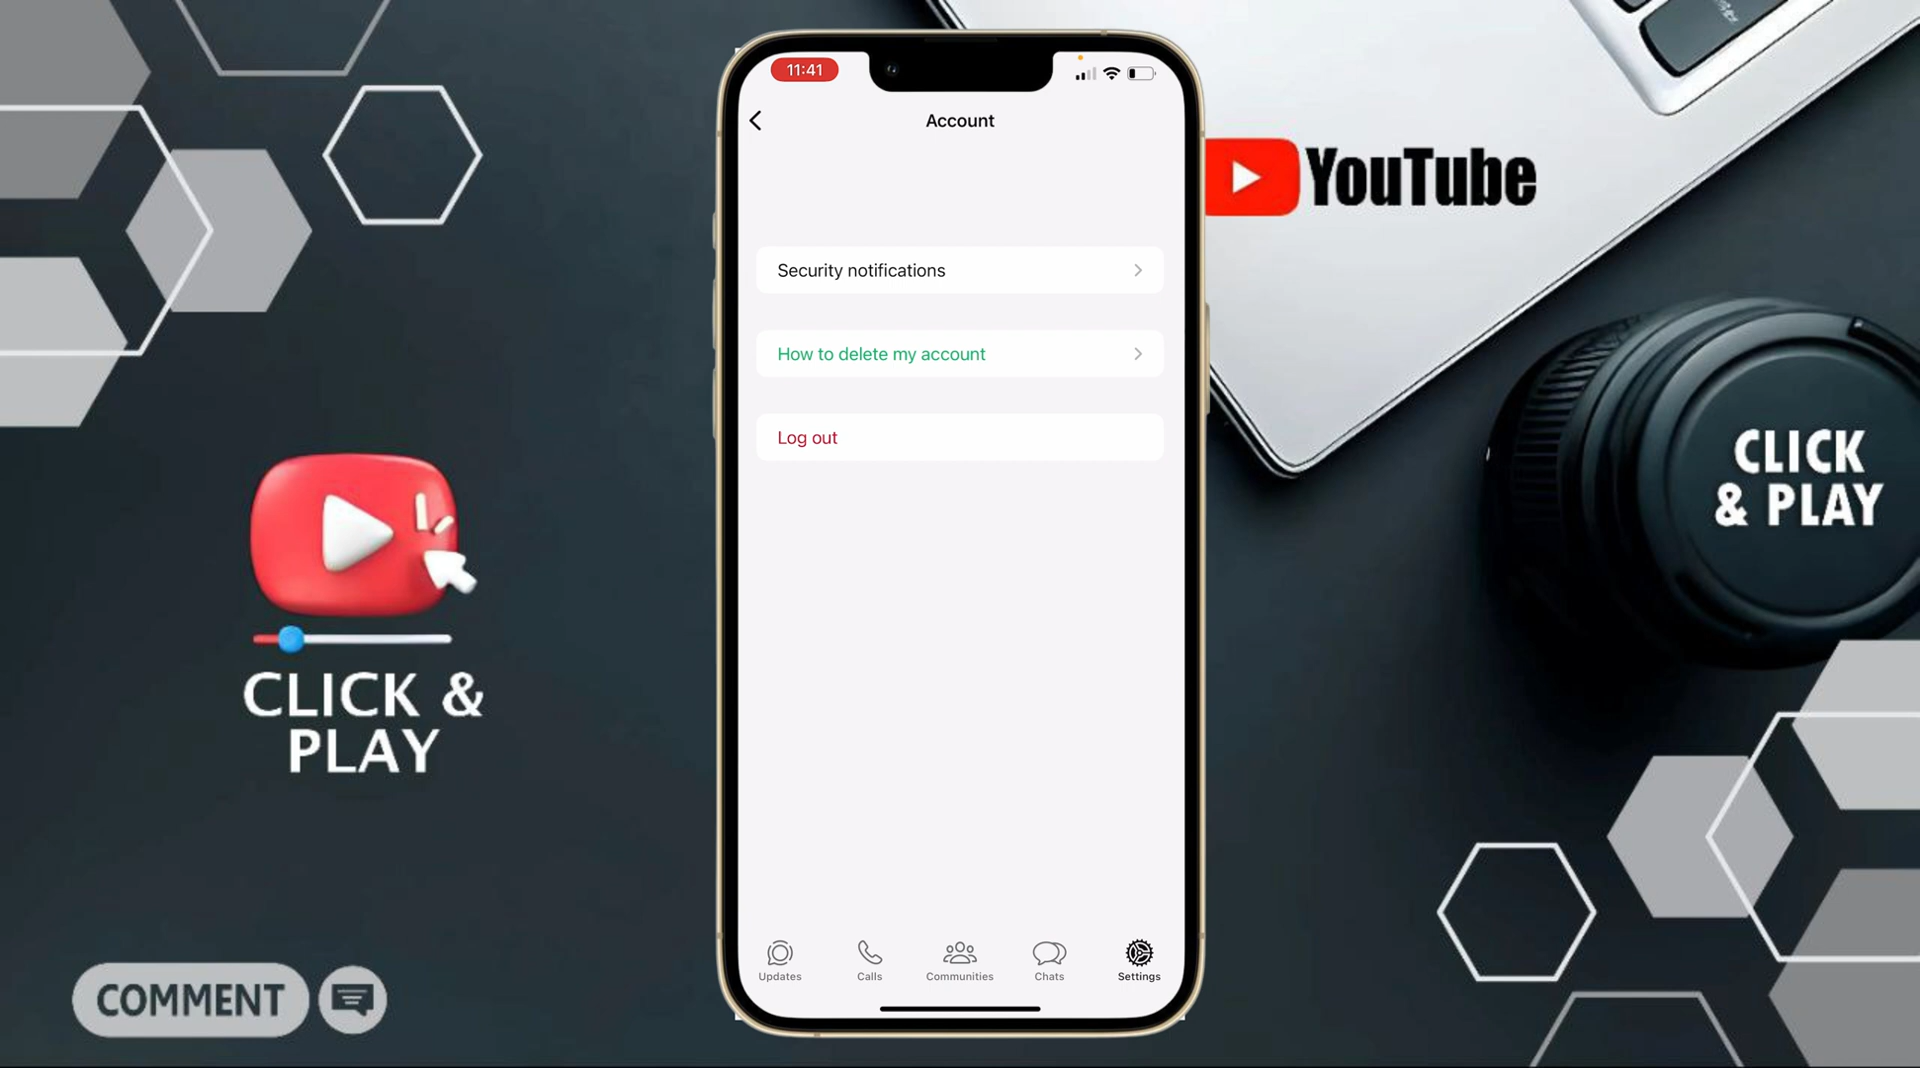 11:41
Account
YouTube
Security notifications
How to delete my account
Log out
CLICK
& PLAY
CLICK &
PLAY
Updates
Calls
Communities
Chats
Settings
COMMENT